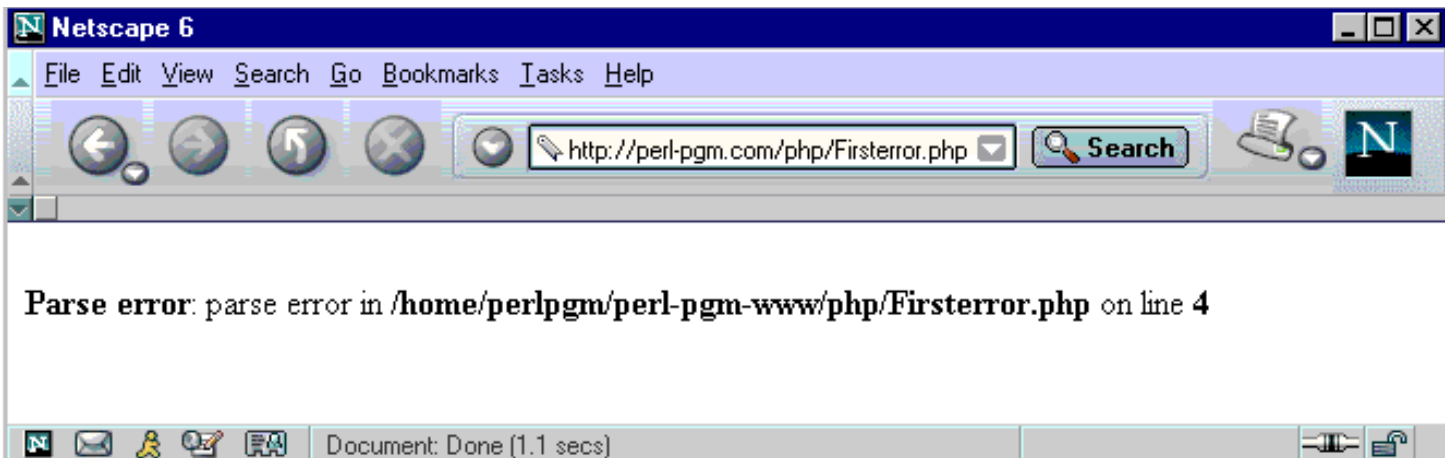 Netscape 6
File Edit View Search Go Bookmarks Tasks Help
http://perl-pgm.com/php/Firsterror.php Search N
Parse error: parse error in /home/perlpgm/perl-pgm-www/php/Firsterror.php on line 4
Document: Done (1.1 secs)